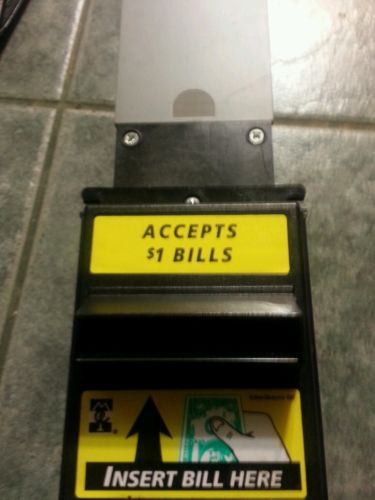 ACCEPTS
$1 BILLS
INSERT BILL HERE